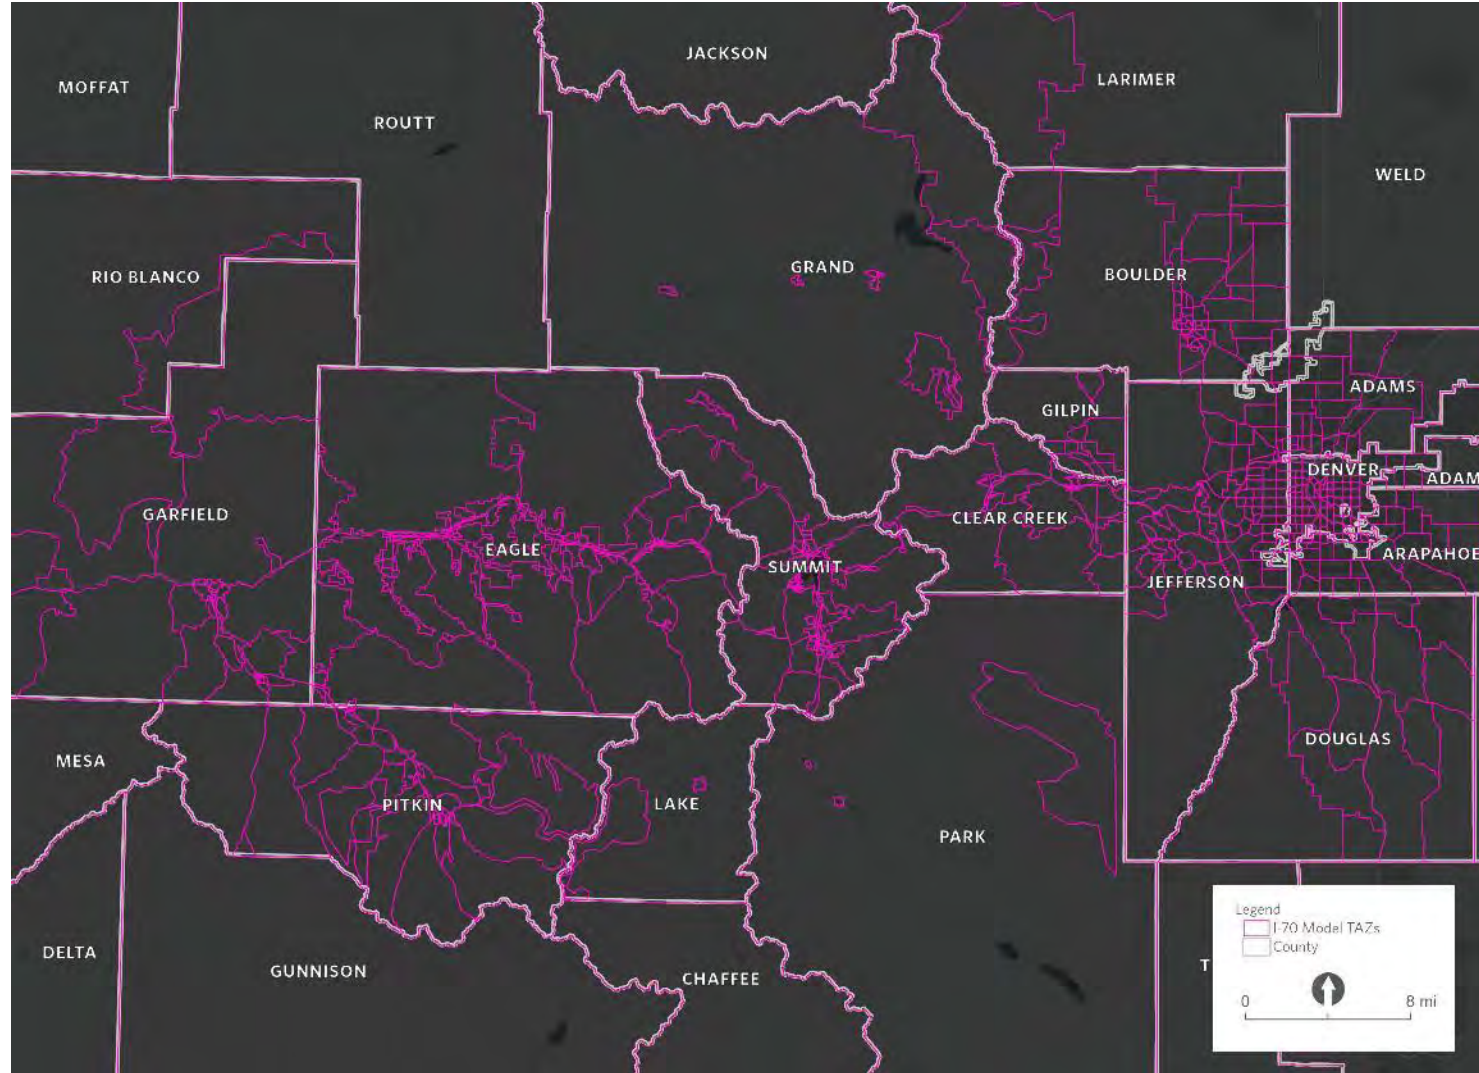 JACKSON
MOFFAT
LARIMER
ROUTT
WELD
RIO BLANCO
GRAND
BOULDER
ADAMS
GILPIN
DENVER
ADAM
GARFIELD
CLEAR CREEK
EAGLE
ARAPAHOE
SUMMIT
JEFFERSON
DOUGLAS
MESA
PITKIN
LAKE
PARK
DELTA
GUNNISON
CHAFFEE
T
Legend
I-70 Model TAZs
County
0 8 mi